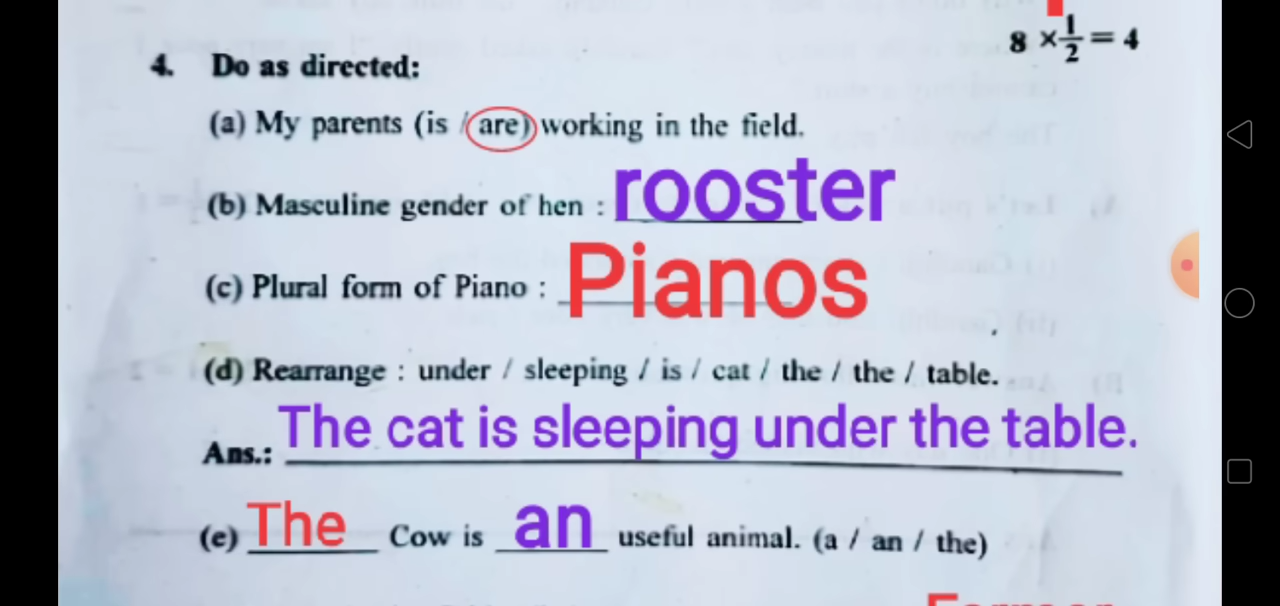 8 × 1/2 = 4
4. Do as directed:
(a) My parents (is / are) working in the field.
(b) Masculine gender of hen : rooster
(c) Plural form of Piano : Pianos
(d) Rearrange : under / sleeping / is / cat / the / the / table.
Ans.: The cat is sleeping under the table.
(e) The Cow is an useful animal. (a / an / the)